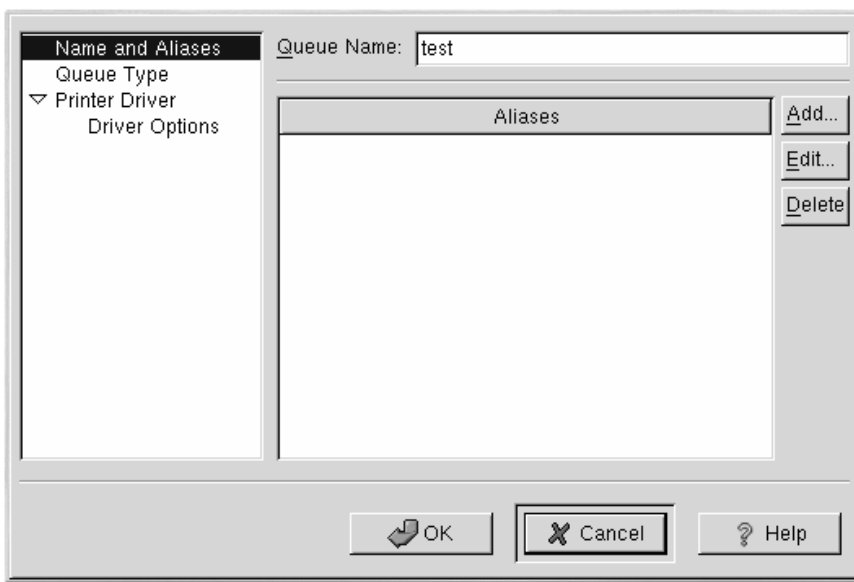 Name and Aliases
Queue Type
Printer Driver
Driver Options
Queue Name: test
Aliases
Add...
Edit...
Delete
OK
Cancel
Help